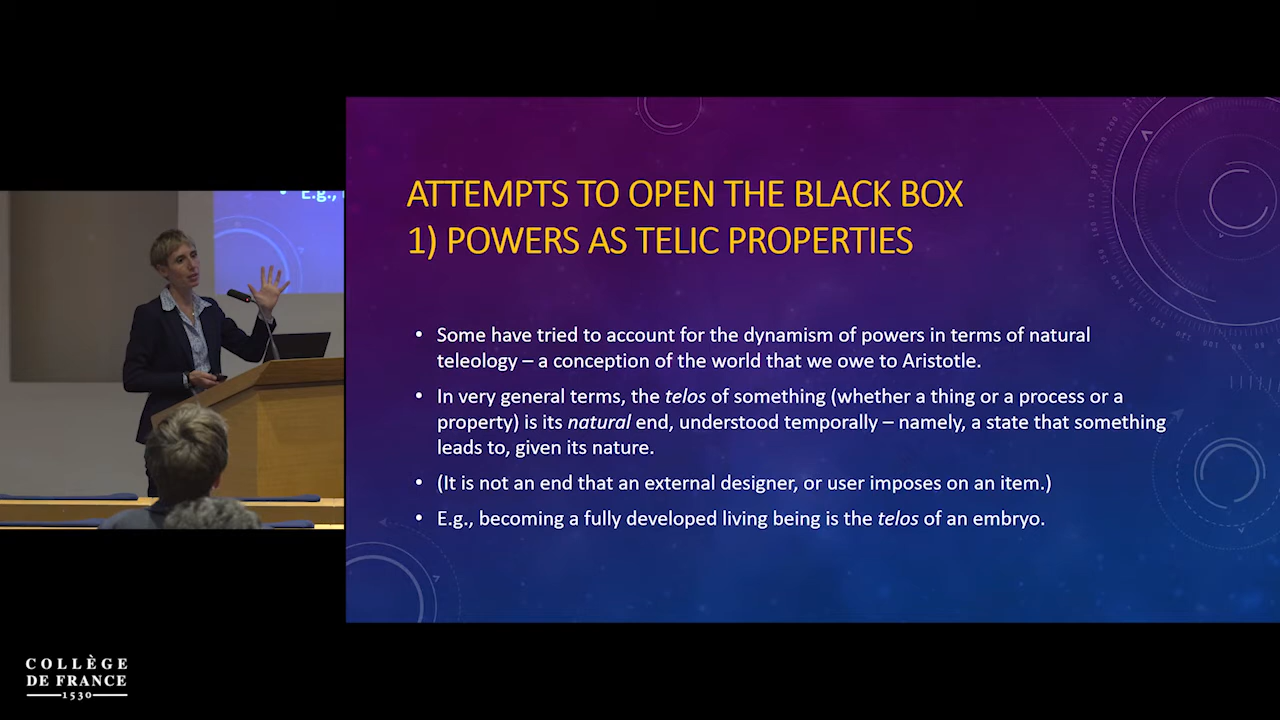 E.g.,
ATTEMPTS TO OPEN THE BLACK BOX
1) POWERS AS TELIC PROPERTIES
• Some have tried to account for the dynamism of powers in terms of natural
teleology – a conception of the world that we owe to Aristotle.
• In very general terms, the telos of something (whether a thing or a process or a
property) is its natural end, understood temporally – namely, a state that something
leads to, given its nature.
• (It is not an end that an external designer, or user imposes on an item.)
• E.g., becoming a fully developed living being is the telos of an embryo.
COLLÈGE
DE FRANCE
1530